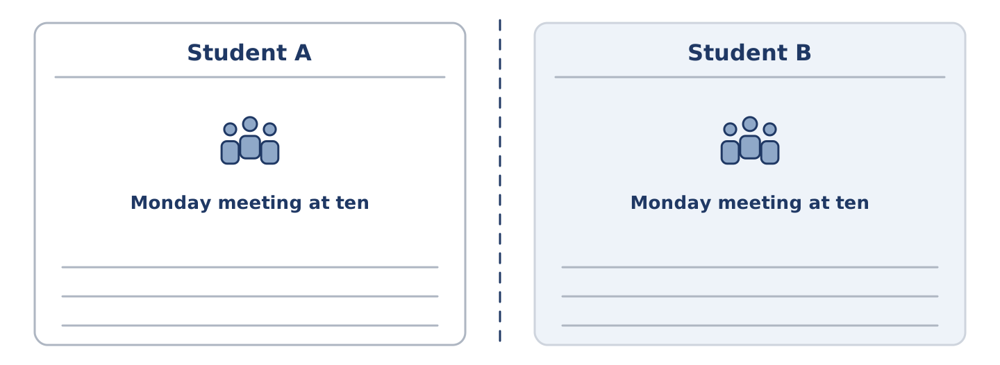 Student A
Monday meeting at ten
Student B
Monday meeting at ten